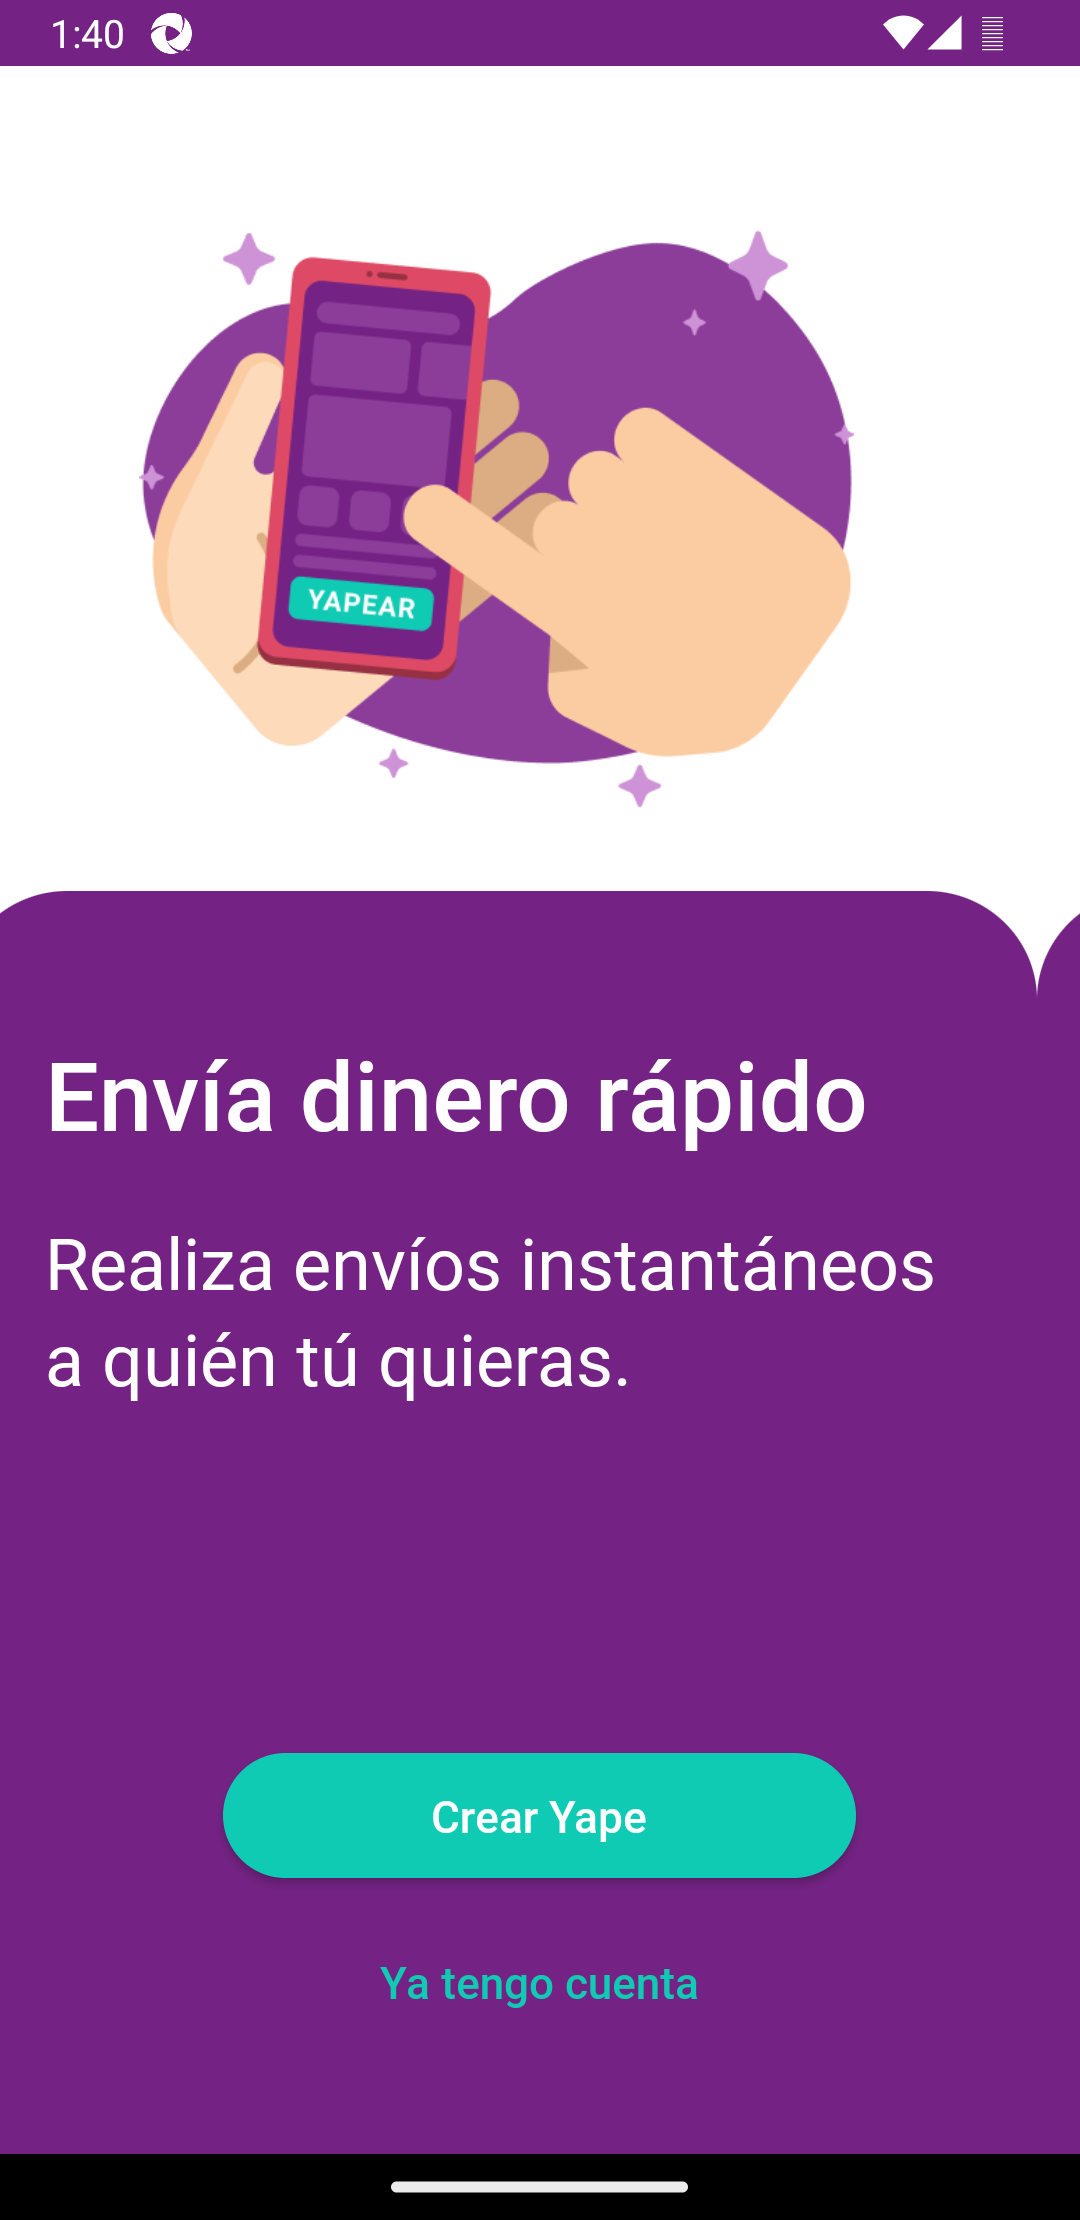 1:40
YAPEAR
Envía dinero rápido
Realiza envíos instantáneos
a quién tú quieras.
Crear Yape
Ya tengo cuenta